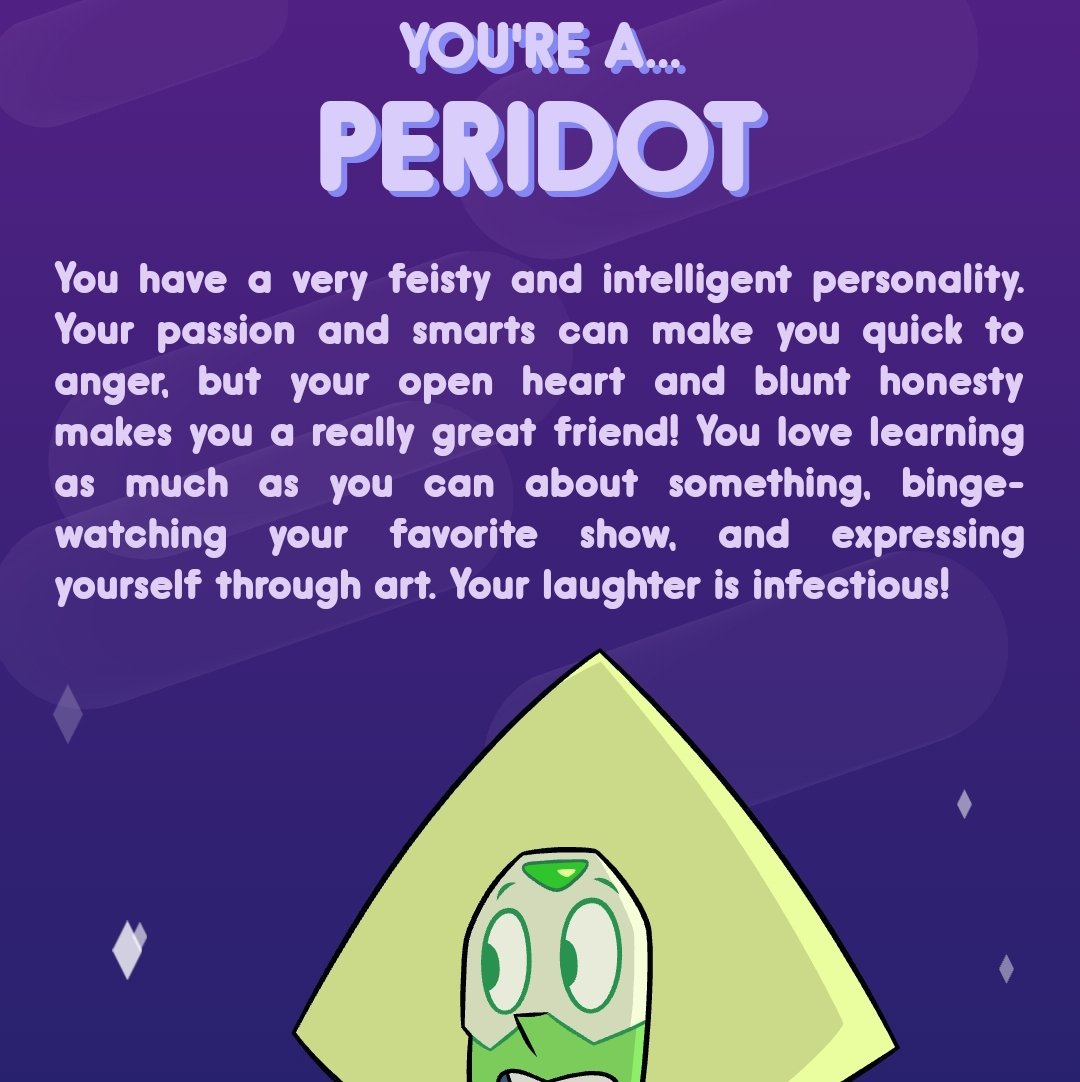 YOU'RE A...
PERIDOT
You have a very feisty and intelligent personality.
Your passion and smarts can make you quick to
anger, but your open heart and blunt honesty
makes you a really great friend! You love learning
as much as you can about something, binge-
watching your favorite show, and expressing
yourself through art. Your laughter is infectious!